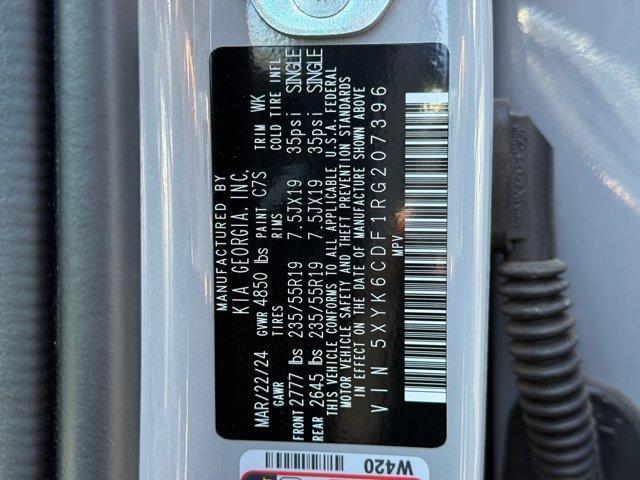 MANUFACTURED BY
KIA GEORGIA, INC.
MAR/22/24 GVWR 4850 lbs PAINT C7S TRIM WK
GAWR TIRES RIMS COLD TIRE INFL
FRONT 2777 lbs 235/55R19 7.5JX19 35psi SINGLE
REAR 2645 lbs 235/55R19 7.5JX19 35psi SINGLE
THIS VEHICLE CONFORMS TO ALL APPLICABLE U.S.A. FEDERAL
MOTOR VEHICLE SAFETY AND THEFT PREVENTION STANDARDS
IN EFFECT ON THE DATE OF MANUFACTURE SHOWN ABOVE
VIN 5XYK6CDF1RG207396
MPV
W420